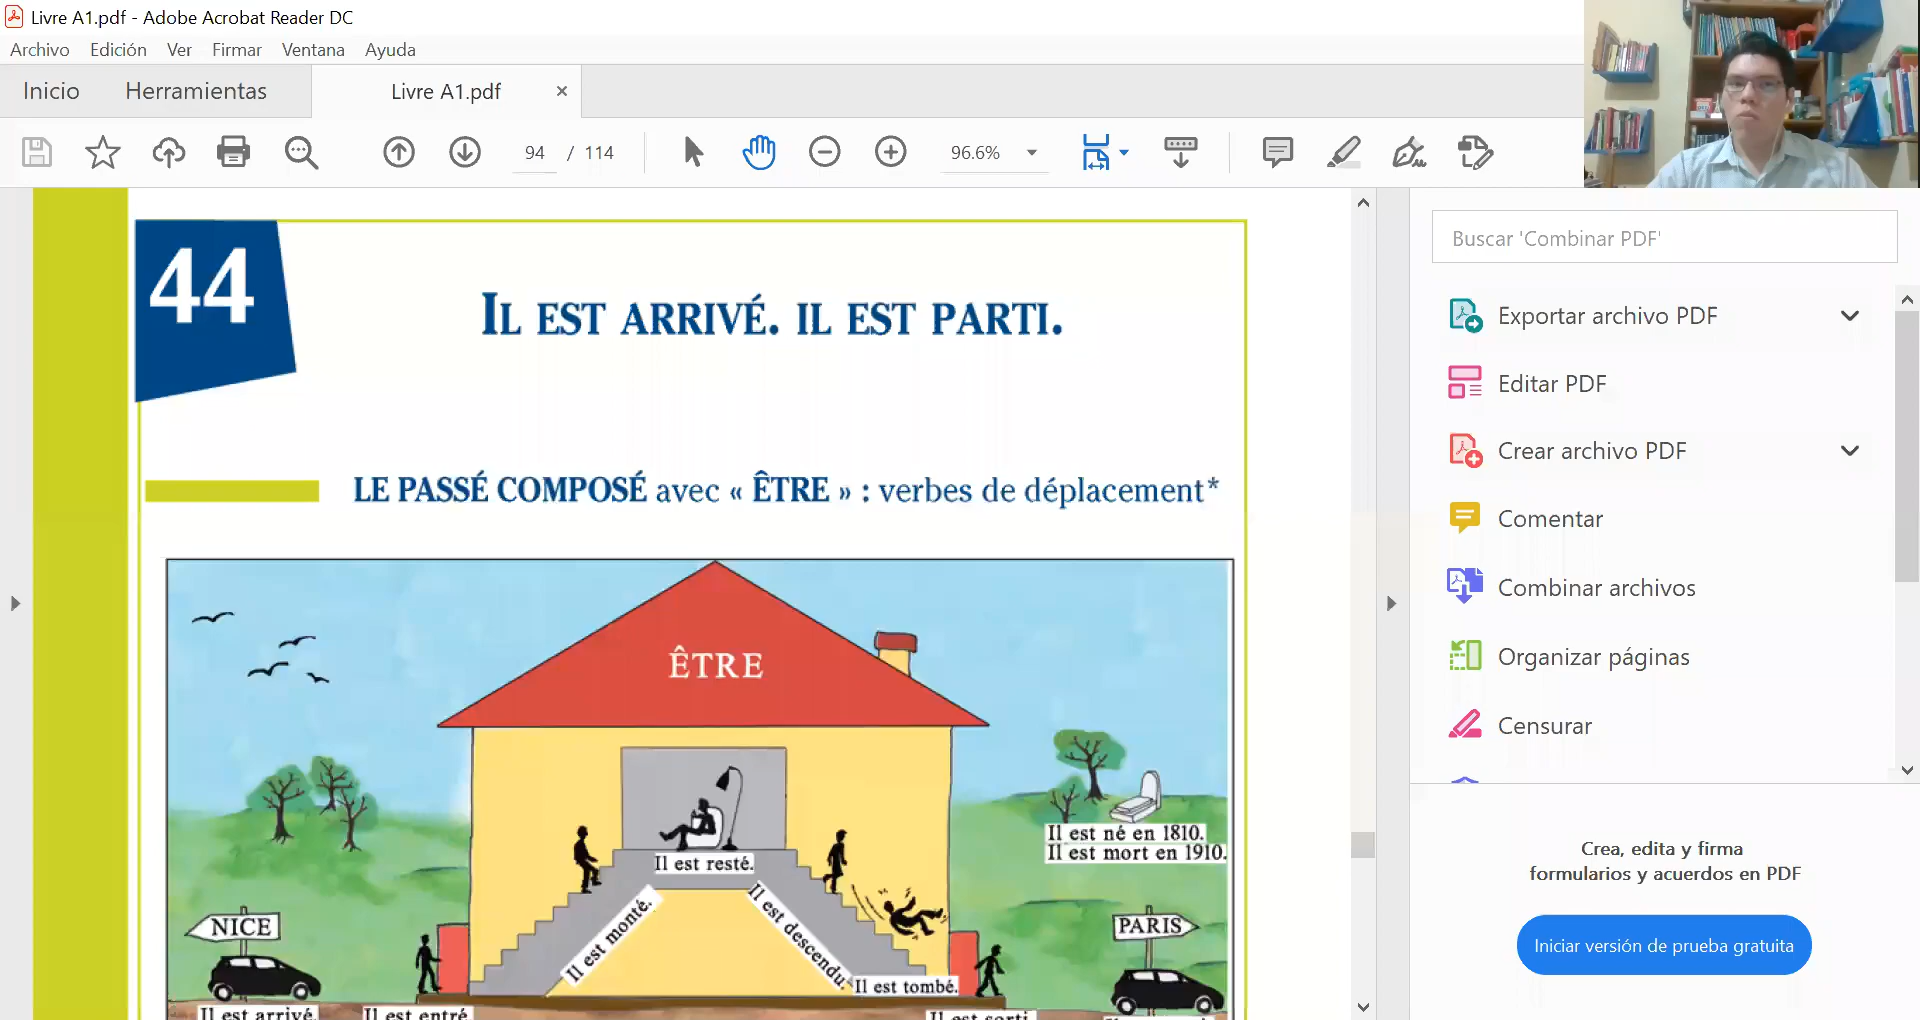 Livre A1.pdf - Adobe Acrobat Reader DC
Archivo Edición Ver Firmar Ventana Ayuda
Inicio Herramientas Livre A1.pdf ×
94 / 114 96.6%
44
IL EST ARRIVÉ. IL EST PARTI.
LE PASSÉ COMPOSÉ avec « ÊTRE » : verbes de déplacement*
ÊTRE
Il est né en 1810.
Il est mort en 1910.
Il est resté.
Il est monté.
Il est descendu.
NICE
PARIS
Il est tombé.
Il est arrivé.
Il est entré.
Il est sorti
Buscar 'Combinar PDF'
Exportar archivo PDF
Editar PDF
Crear archivo PDF
Comentar
Combinar archivos
Organizar páginas
Censurar
Crea, edita y firma
formularios y acuerdos en PDF
Iniciar versión de prueba gratuita